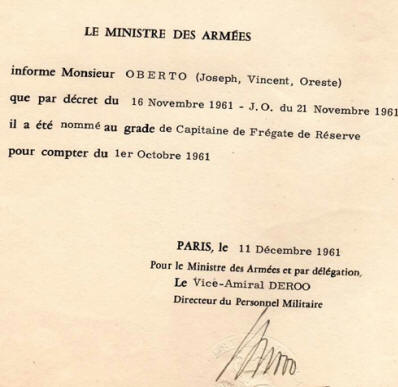 LE MINISTRE DES ARMÉES
informe Monsieur OBERTO (Joseph, Vincent, Oreste)
que par décret du 16 Novembre 1961 - J.O. du 21 Novembre 1961
il a été nommé au grade de Capitaine de Frégate de Réserve
pour compter du 1er Octobre 1961
PARIS, le 11 Décembre 1961
Pour le Ministre des Armées et par délégation,
Le Vice-Amiral DEROO
Directeur du Personnel Militaire